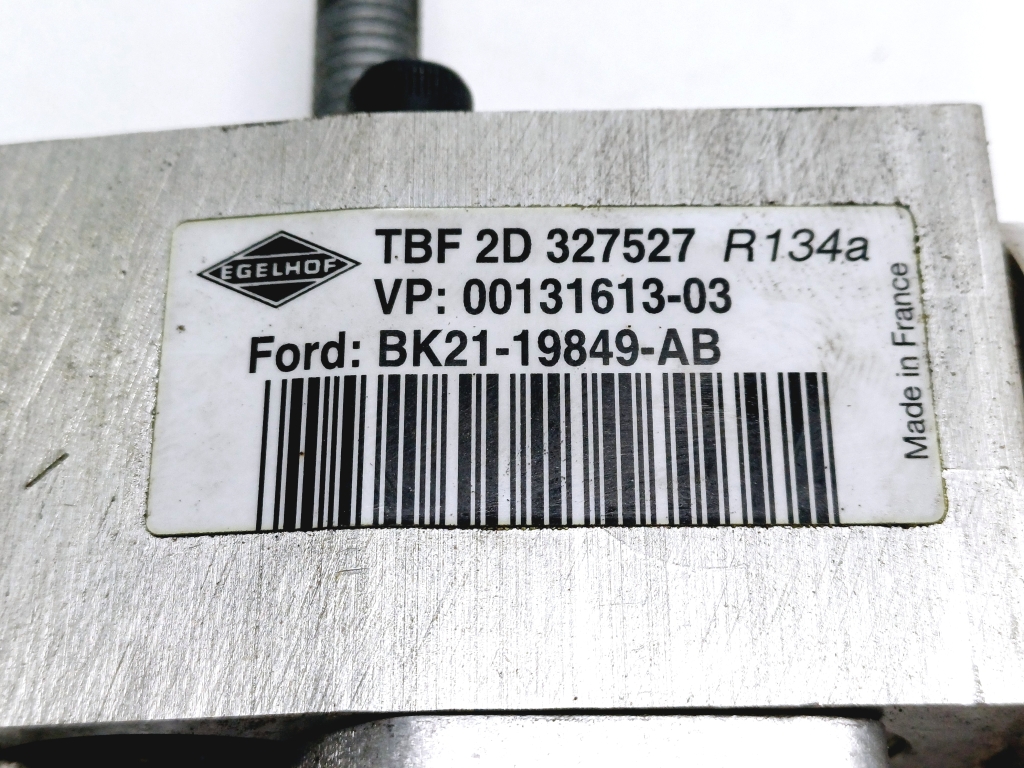 EGELHOF
TBF 2D 327527 R134a
VP: 00131613-03
Ford: BK21-19849-AB
Made in France